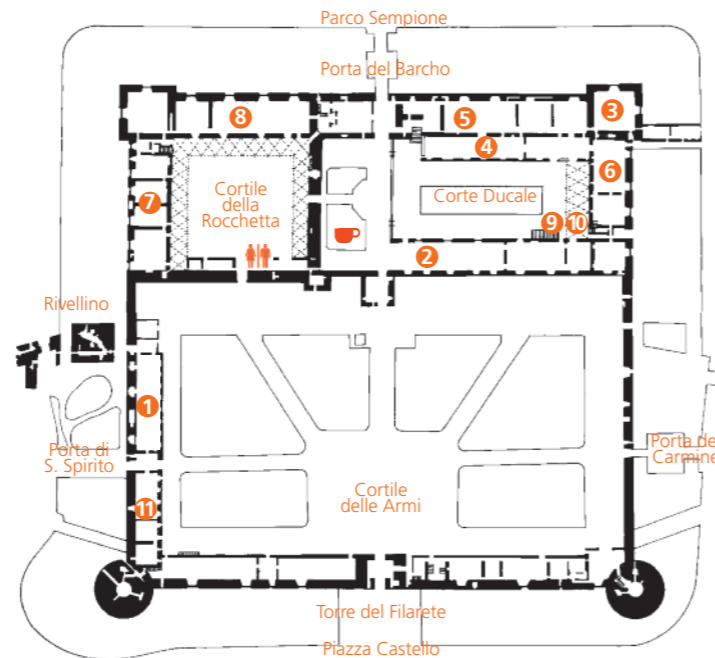 Parco Sempione
Porta del Barcho
8
5
3
4
6
7
Cortile
della
Rocchetta
Corte Ducale
9
10
2
Rivellino
1
Porta di
S. Spirito
Porta del
Carmine
11
Cortile
delle Armi
Torre del Filarete
Piazza Castello